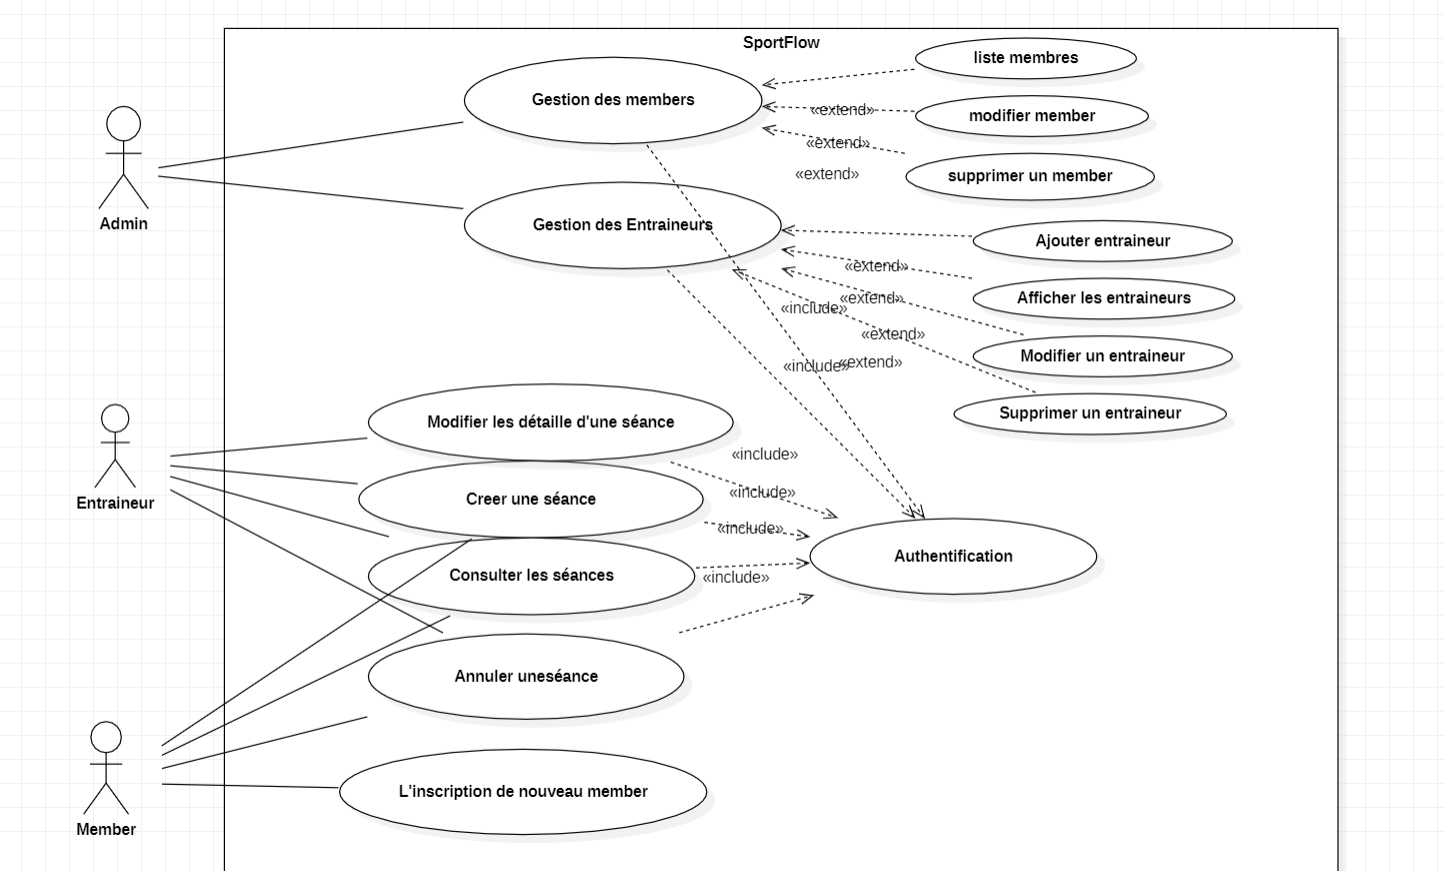 SportFlow
liste membres
Gestion des members
«extend»
modifier member
«extend»
«extend»
supprimer un member
Admin
Gestion des Entraineurs
Ajouter entraineur
«extend»
Afficher les entraineurs
«include»
«extend»
«extend»
Modifier un entraineur
«include»
«extend»
Supprimer un entraineur
Modifier les détaille d'une séance
«include»
Entraineur
Creer une séance
«include»
«include»
Authentification
Consulter les séances
«include»
Annuler uneséance
L'inscription de nouveau member
Member